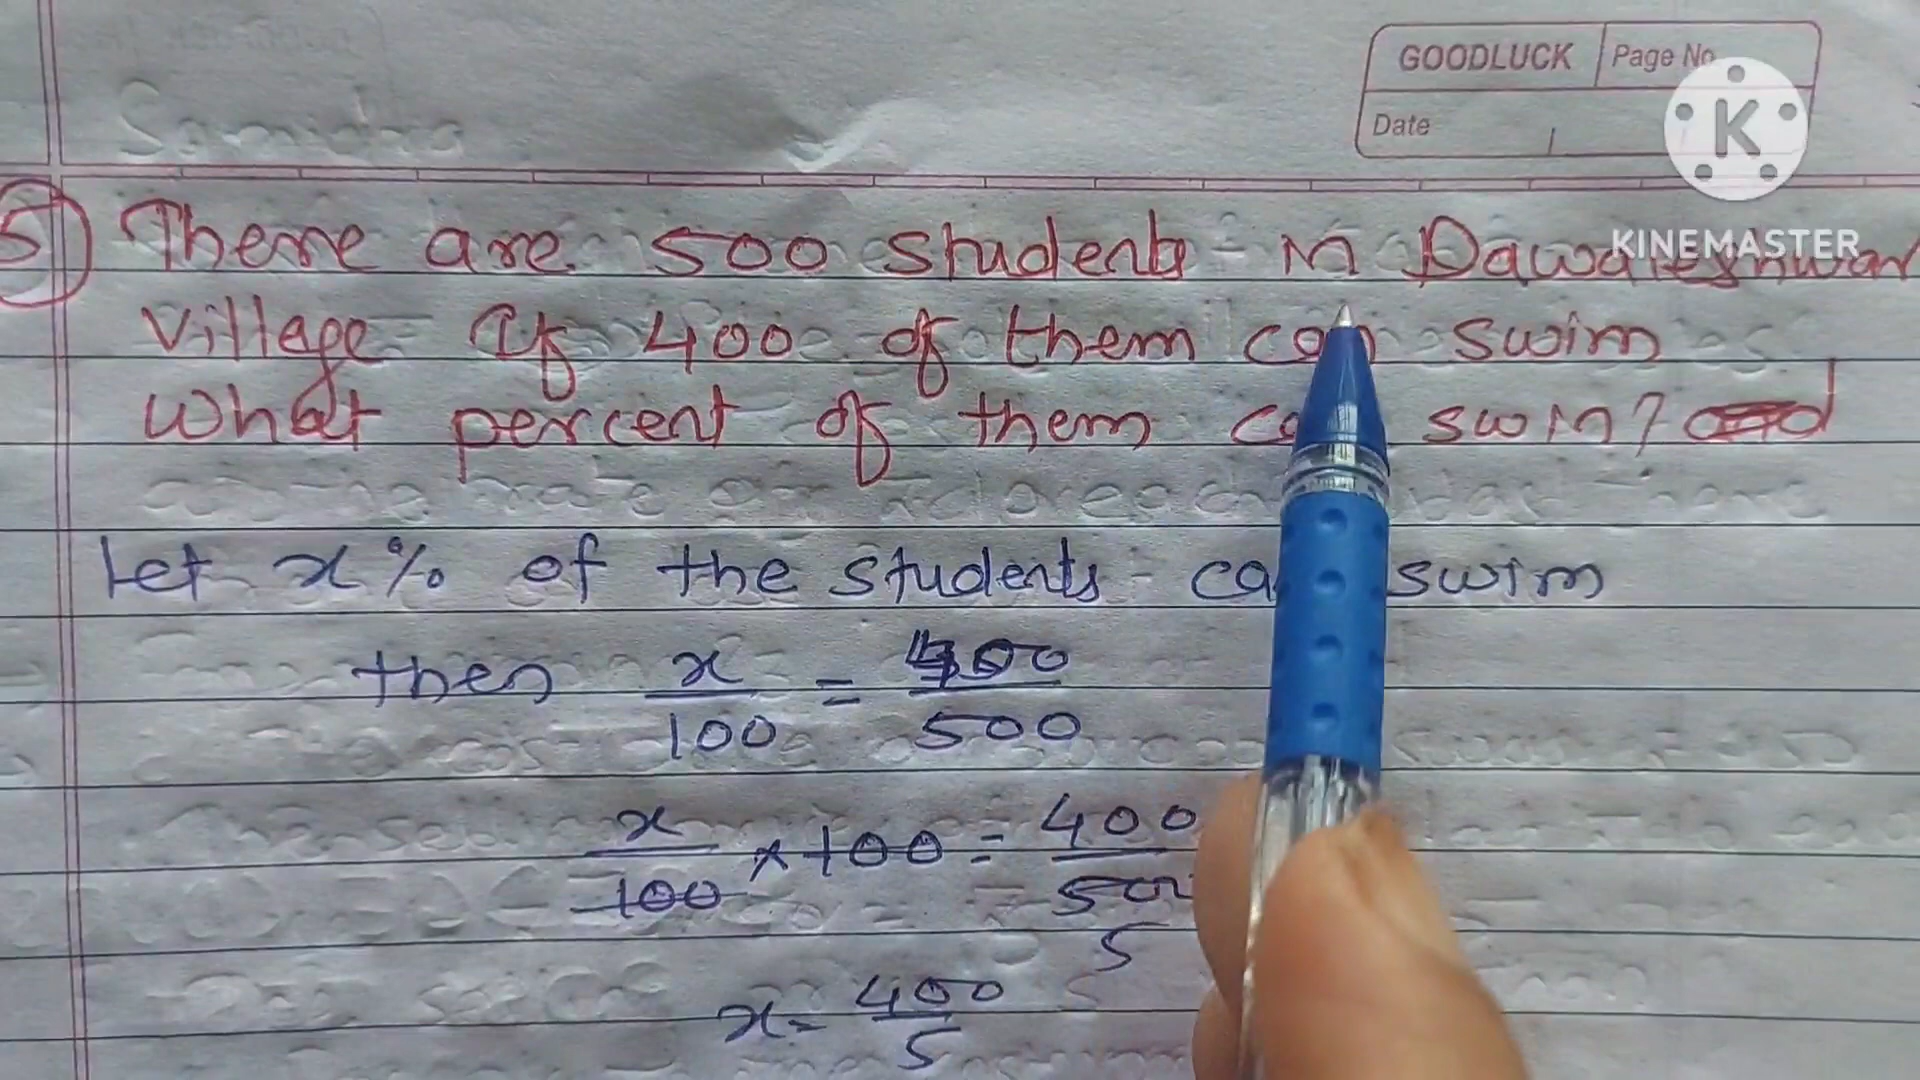 GOODLUCK Page No
Date
KINEMASTER
5) There are 500 students in Dawaleshwar
village If 400 of them can swim
What percent of them ca swim?
Let x% of the students ca swim
then x/100 = 400/500
x/100 × 100 = 400/500
5
x = 400/5